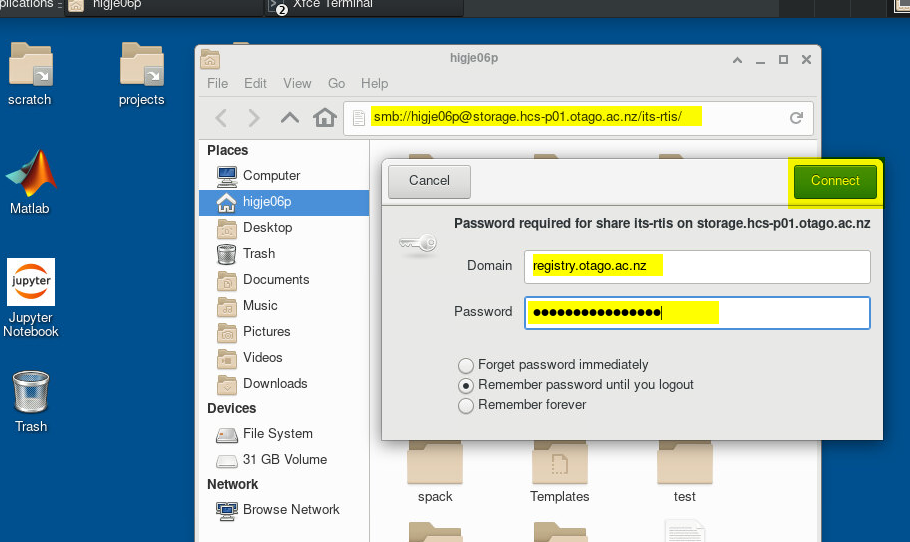 plications
higje06p
2
Xfce Terminal
scratch
projects
Matlab
jupyter
Jupyter
Notebook
Trash
higje06p
File Edit View Go Help
smb://higje06p@storage.hcs-p01.otago.ac.nz/its-rtis/
Places
Computer
higje06p
Desktop
Trash
Documents
Music
Pictures
Videos
Downloads
Devices
File System
31 GB Volume
Network
Browse Network
Cancel
Connect
Password required for share its-rtis on storage.hcs-p01.otago.ac.nz
Domain registry.otago.ac.nz
Password ●●●●●●●●●●●●●●●●
Forget password immediately
Remember password until you logout
Remember forever
spack
Templates
test